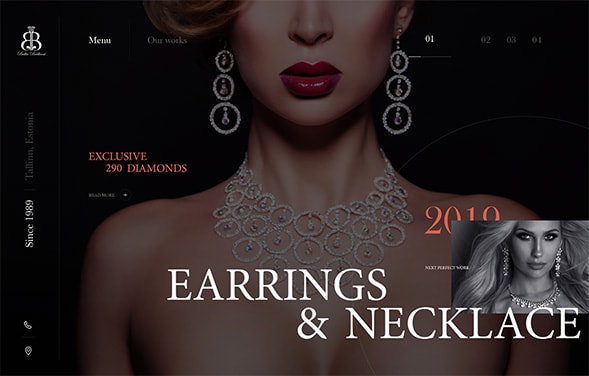 Menu
Our works
01
02
03
04
Tallinn, Estonia
Since 1989
EXCLUSIVE
290 DIAMONDS
READ MORE
2019
NEXT PERFECT WORK
EARRINGS
& NECKLACE